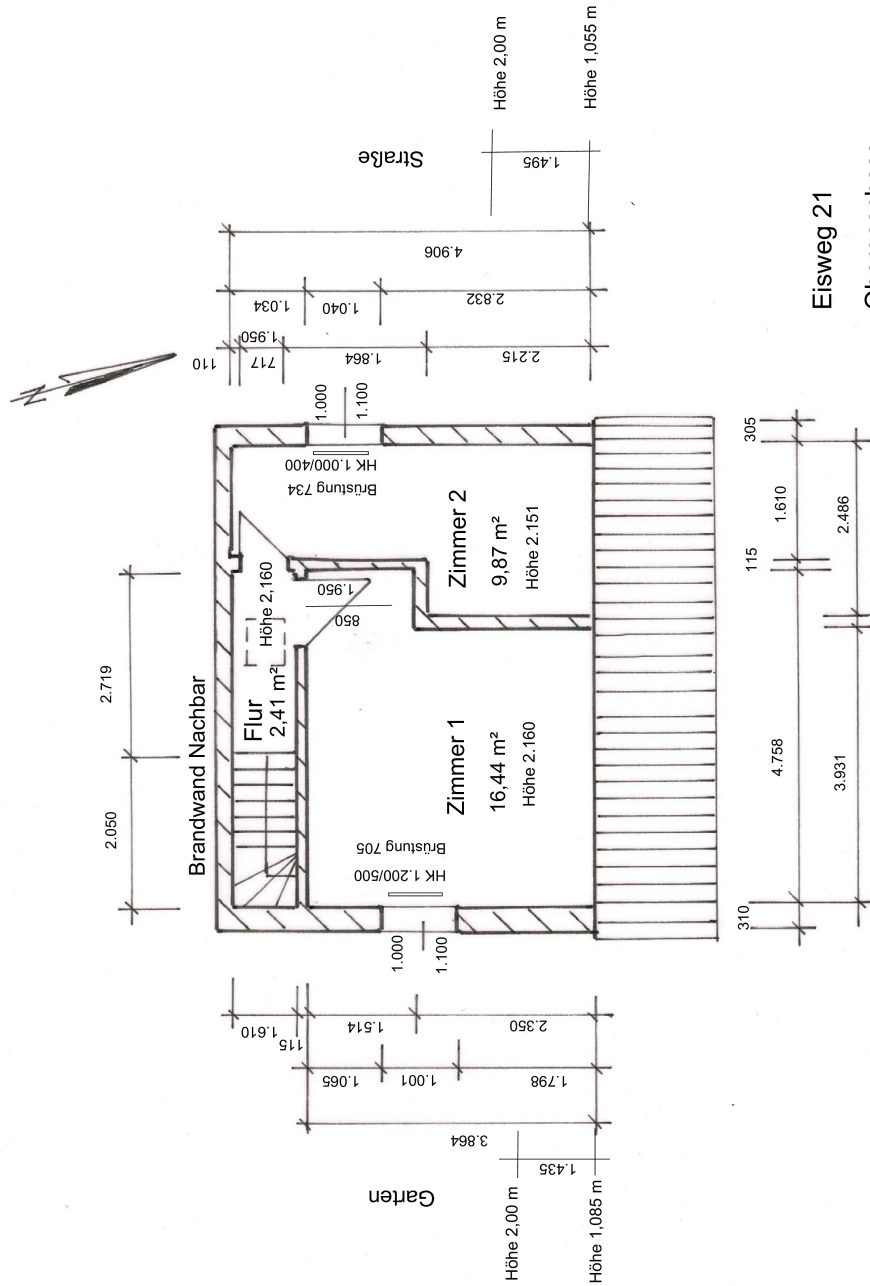 N
Höhe 2,00 m
Höhe 1,055 m
1.495
Straße
4.906
1.034
1.040
2.832
110
1.950
717
1.864
2.215
Eisweg 21
2.719
2.050
Brandwand Nachbar
1.000
1.100
HK 1.000/400
Brüstung 734
Höhe 2,160
Flur
2,41 m²
1.950
850
Zimmer 2
9,87 m²
Höhe 2.151
Zimmer 1
16,44 m²
Höhe 2.160
Brüstung 705
HK 1.200/500
1.000
1.100
305
1.610
115
2.486
4.758
3.931
310
1.610
115
1.514
2.350
1.065
1.001
1.798
3.864
1.435
Garten
Höhe 2,00 m
Höhe 1,085 m